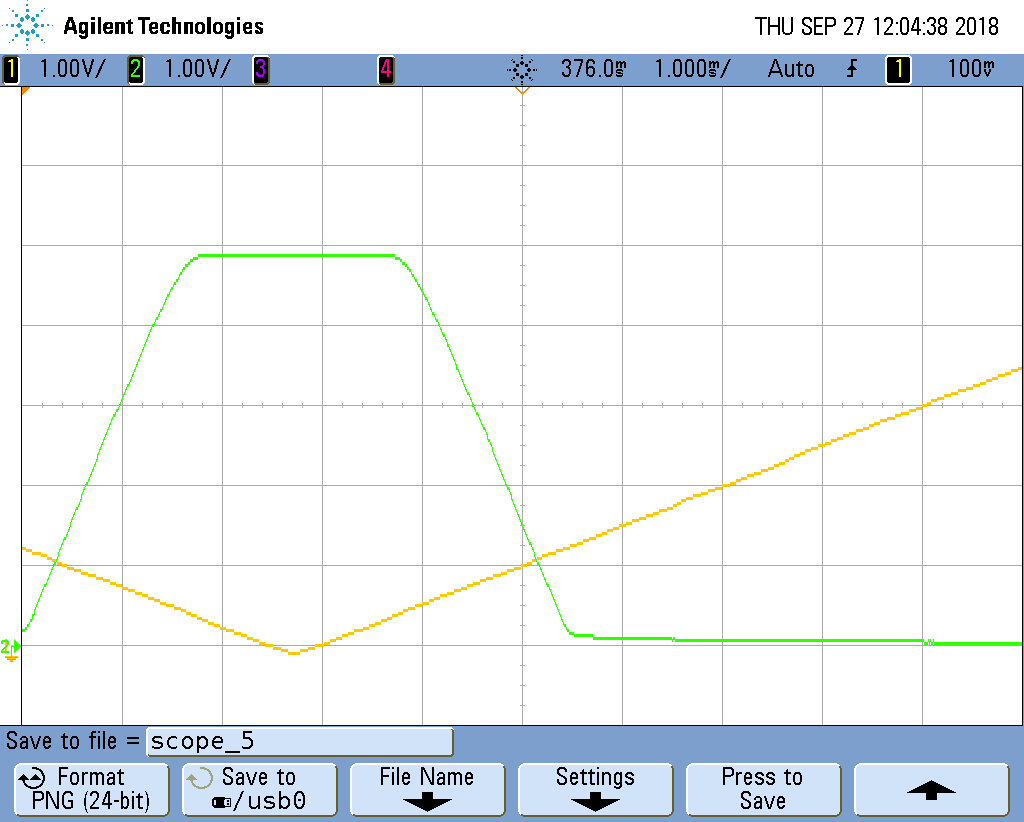 Agilent Technologies THU SEP 27 12:04:38 2018
1 1.00V/ 2 1.00V/ 3 4 376.0ms 1.000ms/ Auto 1 100mV
2
Save to file = scope_5
Format Save to File Name Settings Press to
PNG (24-bit) /usb0 Save